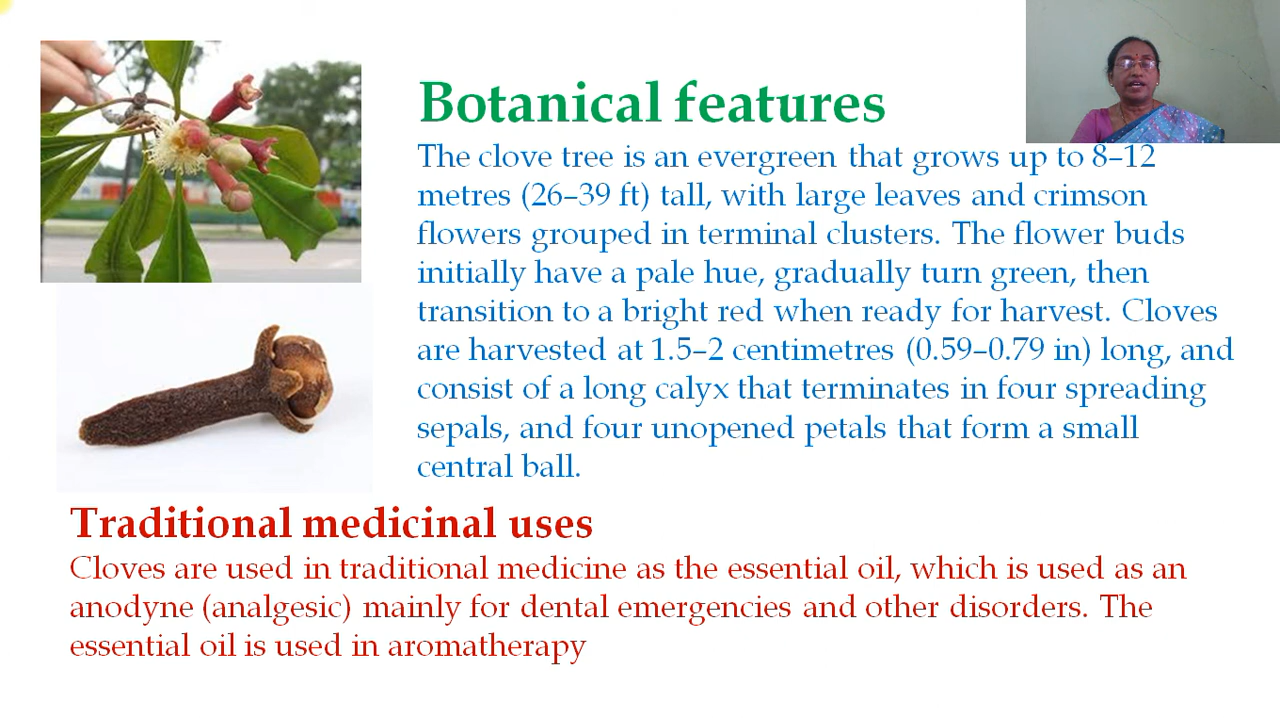 Botanical features
The clove tree is an evergreen that grows up to 8–12
metres (26–39 ft) tall, with large leaves and crimson
flowers grouped in terminal clusters. The flower buds
initially have a pale hue, gradually turn green, then
transition to a bright red when ready for harvest. Cloves
are harvested at 1.5–2 centimetres (0.59–0.79 in) long, and
consist of a long calyx that terminates in four spreading
sepals, and four unopened petals that form a small
central ball.
Traditional medicinal uses
Cloves are used in traditional medicine as the essential oil, which is used as an
anodyne (analgesic) mainly for dental emergencies and other disorders. The
essential oil is used in aromatherapy